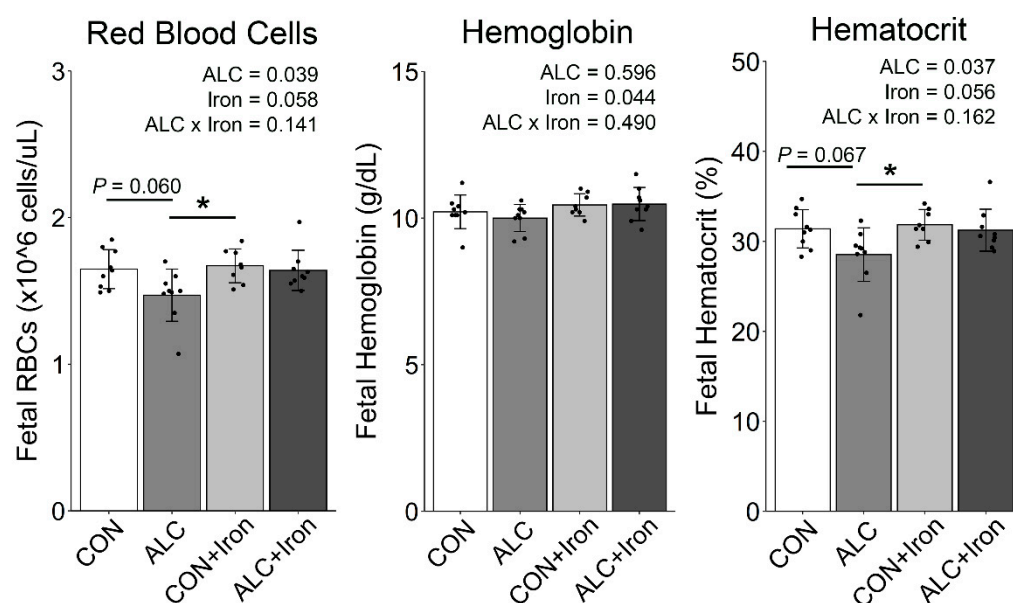 Red Blood Cells
ALC = 0.039
Iron = 0.058
ALC x Iron = 0.141
P = 0.060
*
Fetal RBCs (x10^6 cells/uL)
3
2
1
0
CON
ALC
CON+Iron
ALC+Iron
Hemoglobin
ALC = 0.596
Iron = 0.044
ALC x Iron = 0.490
Fetal Hemoglobin (g/dL)
15
10
5
0
CON
ALC
CON+Iron
ALC+Iron
Hematocrit
ALC = 0.037
Iron = 0.056
ALC x Iron = 0.162
P = 0.067
*
Fetal Hematocrit (%)
50
40
30
20
10
0
CON
ALC
CON+Iron
ALC+Iron